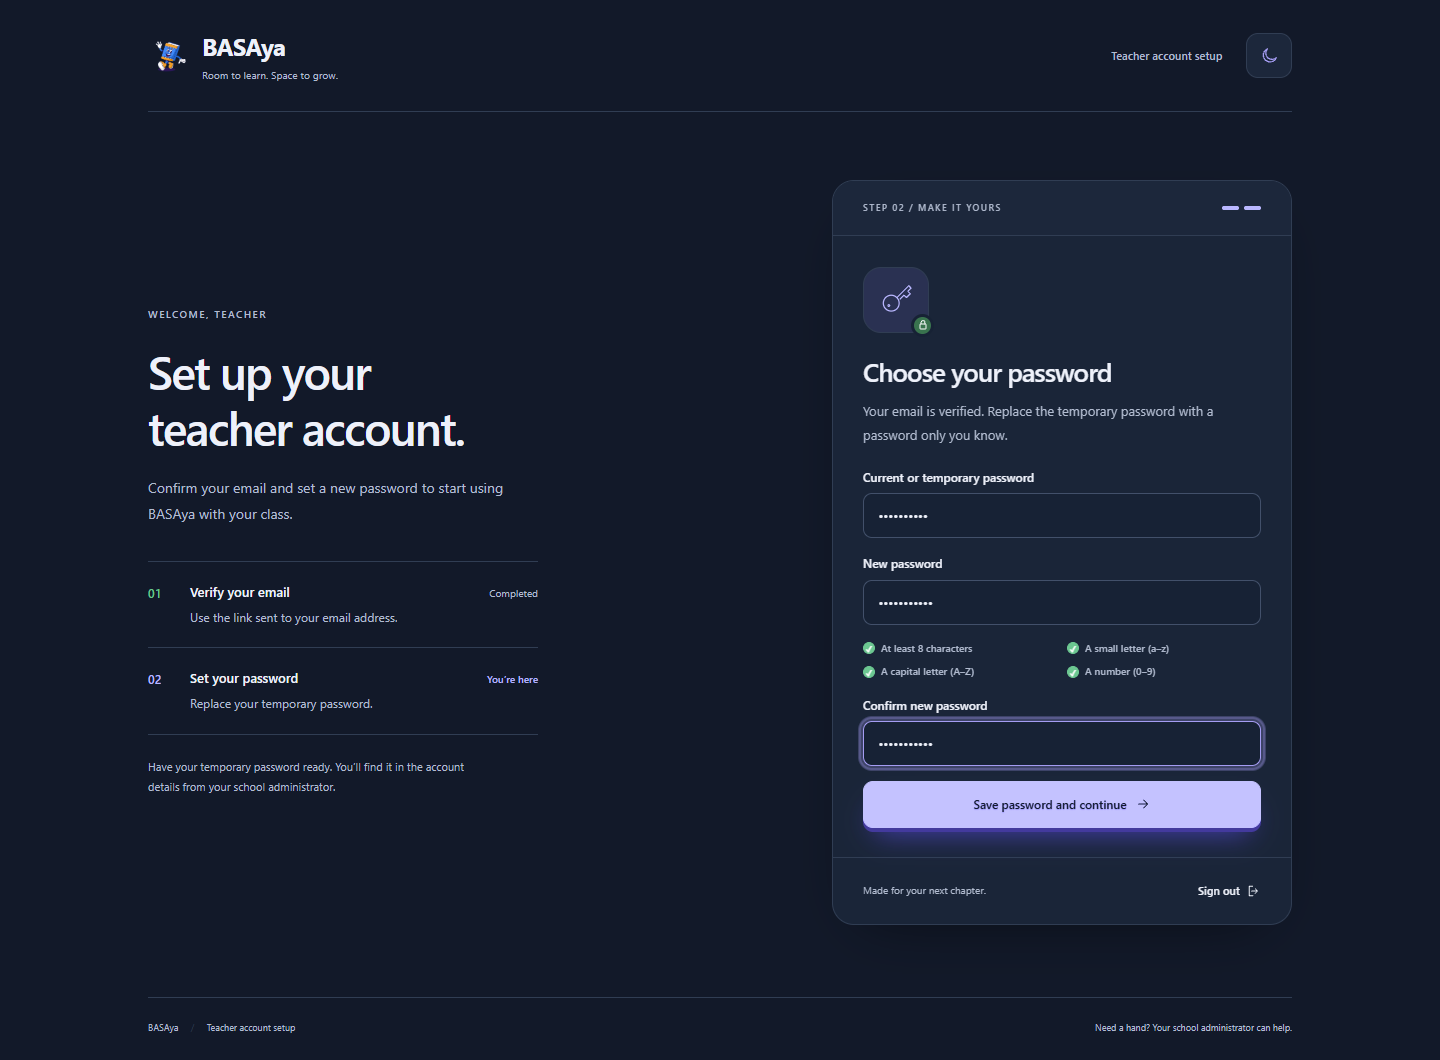 BASAya
Room to learn. Space to grow.
Teacher account setup
WELCOME, TEACHER
Set up your
teacher account.
Confirm your email and set a new password to start using
BASAya with your class.
01 Verify your email Completed
Use the link sent to your email address.
02 Set your password You're here
Replace your temporary password.
Have your temporary password ready. You'll find it in the account
details from your school administrator.
STEP 02 / MAKE IT YOURS
Choose your password
Your email is verified. Replace the temporary password with a
password only you know.
Current or temporary password
••••••••••
New password
•••••••••••
At least 8 characters A small letter (a–z)
A capital letter (A–Z) A number (0–9)
Confirm new password
•••••••••••
Save password and continue →
Made for your next chapter. Sign out
BASAya / Teacher account setup
Need a hand? Your school administrator can help.